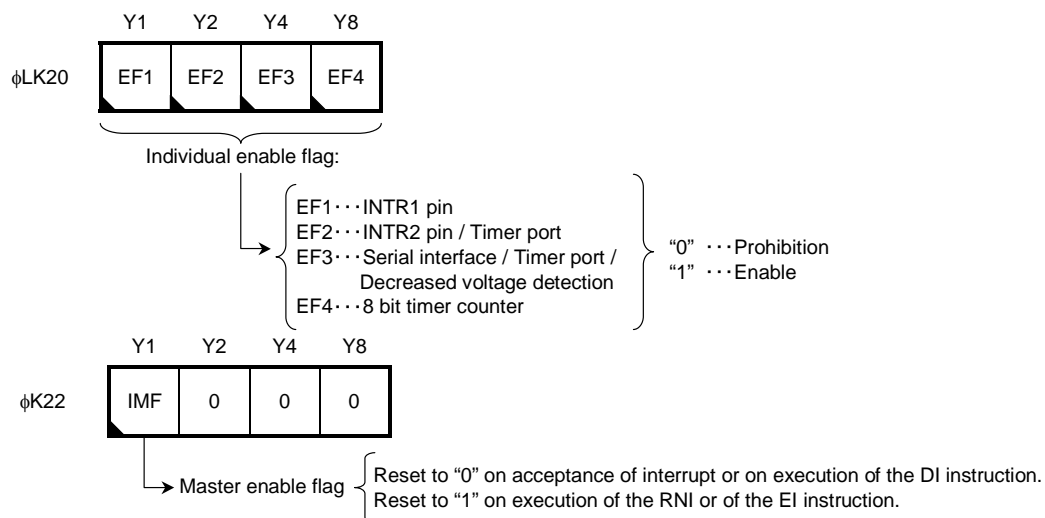 Y1 Y2 Y4 Y8
ϕLK20 EF1 EF2 EF3 EF4
Individual enable flag:
EF1･･･INTR1 pin
EF2･･･INTR2 pin / Timer port
EF3･･･Serial interface / Timer port /
Decreased voltage detection
EF4･･･8 bit timer counter
“0” ･･･Prohibition
“1” ･･･Enable
Y1 Y2 Y4 Y8
ϕK22 IMF 0 0 0
Master enable flag
Reset to “0” on acceptance of interrupt or on execution of the DI instruction.
Reset to “1” on execution of the RNI or of the EI instruction.